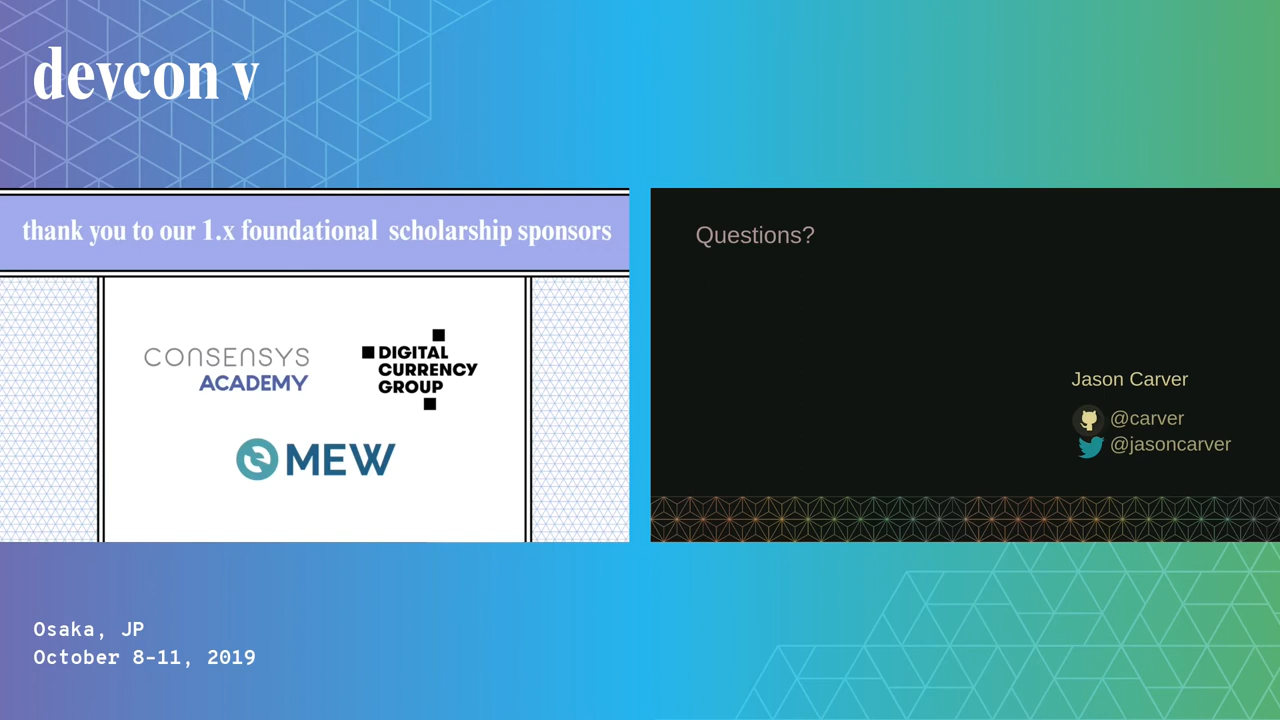 devcon v
thank you to our 1.x foundational scholarship sponsors
CONSENSYS
ACADEMY
DIGITAL
CURRENCY
GROUP
MEW
Questions?
Jason Carver
@carver
@jasoncarver
Osaka, JP
October 8-11, 2019